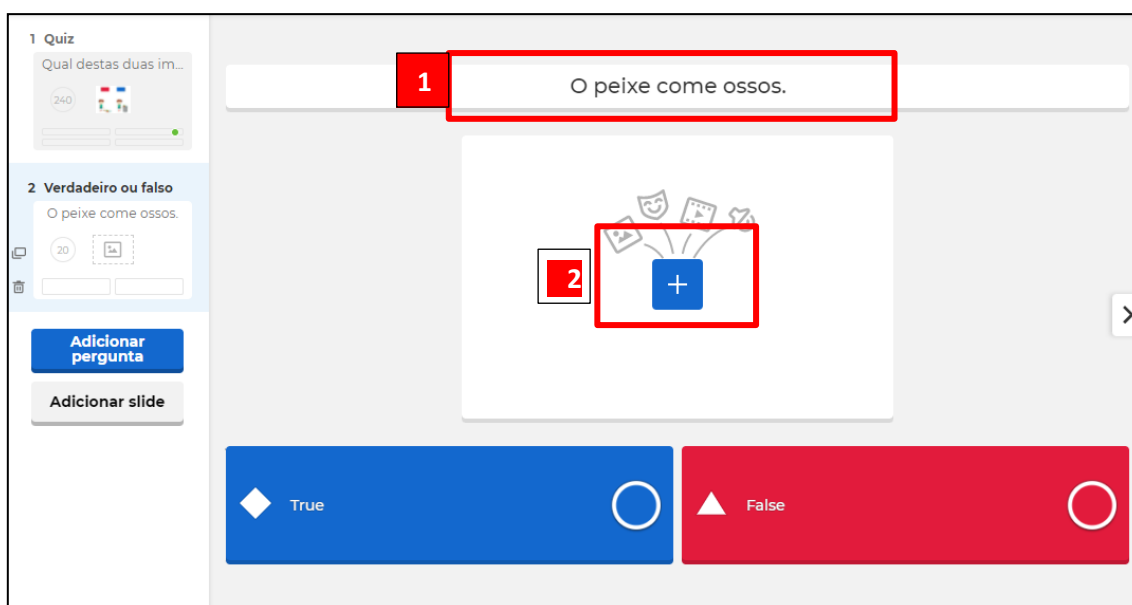 1 Quiz
Qual destas duas im...
240
2 Verdadeiro ou falso
O peixe come ossos.
20
Adicionar
pergunta
Adicionar slide
1
O peixe come ossos.
2
True
False